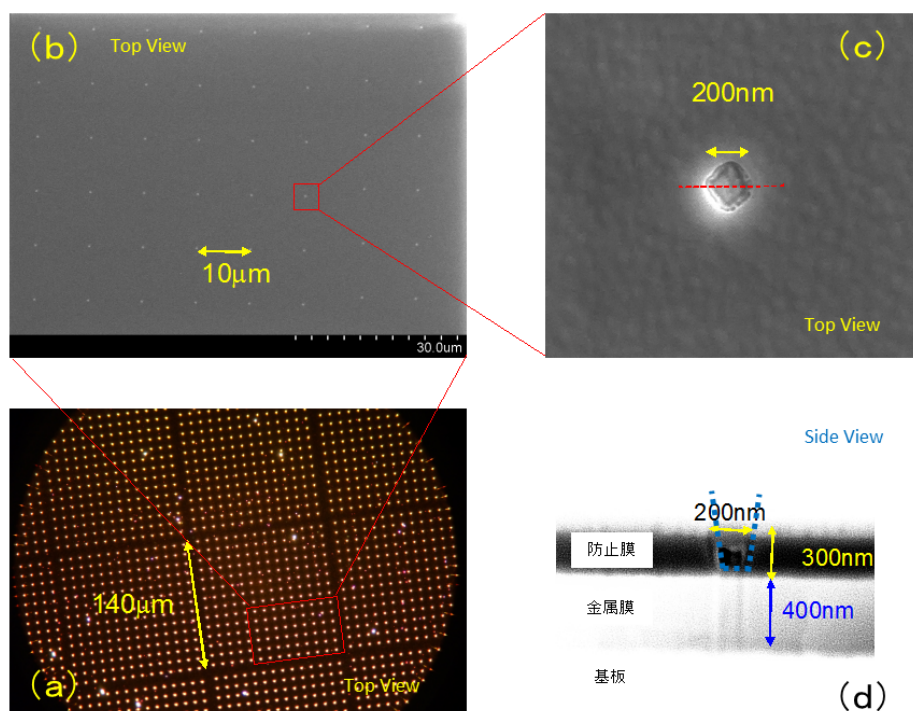 (b)
Top View
10μm
30.0um
(c)
200nm
Top View
140μm
(a)
Top View
Side View
200nm
防止膜
300nm
金属膜
400nm
基板
(d)